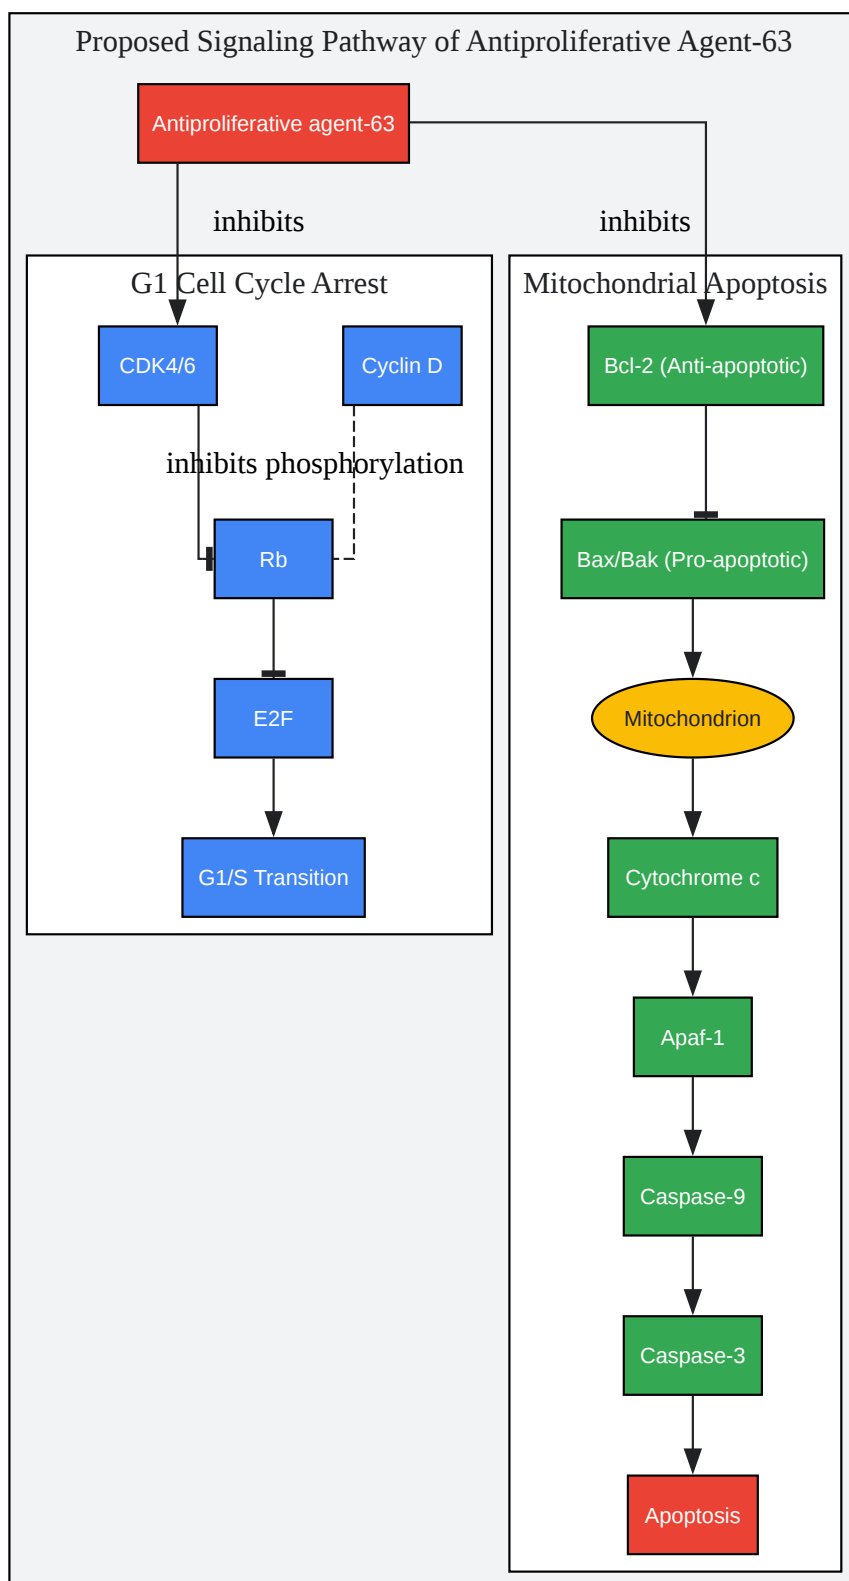 Proposed Signaling Pathway of Antiproliferative Agent-63
Antiproliferative agent-63
inhibits
inhibits
G1 Cell Cycle Arrest
CDK4/6
Cyclin D
inhibits phosphorylation
Rb
E2F
G1/S Transition
Mitochondrial Apoptosis
Bcl-2 (Anti-apoptotic)
Bax/Bak (Pro-apoptotic)
Mitochondrion
Cytochrome c
Apaf-1
Caspase-9
Caspase-3
Apoptosis